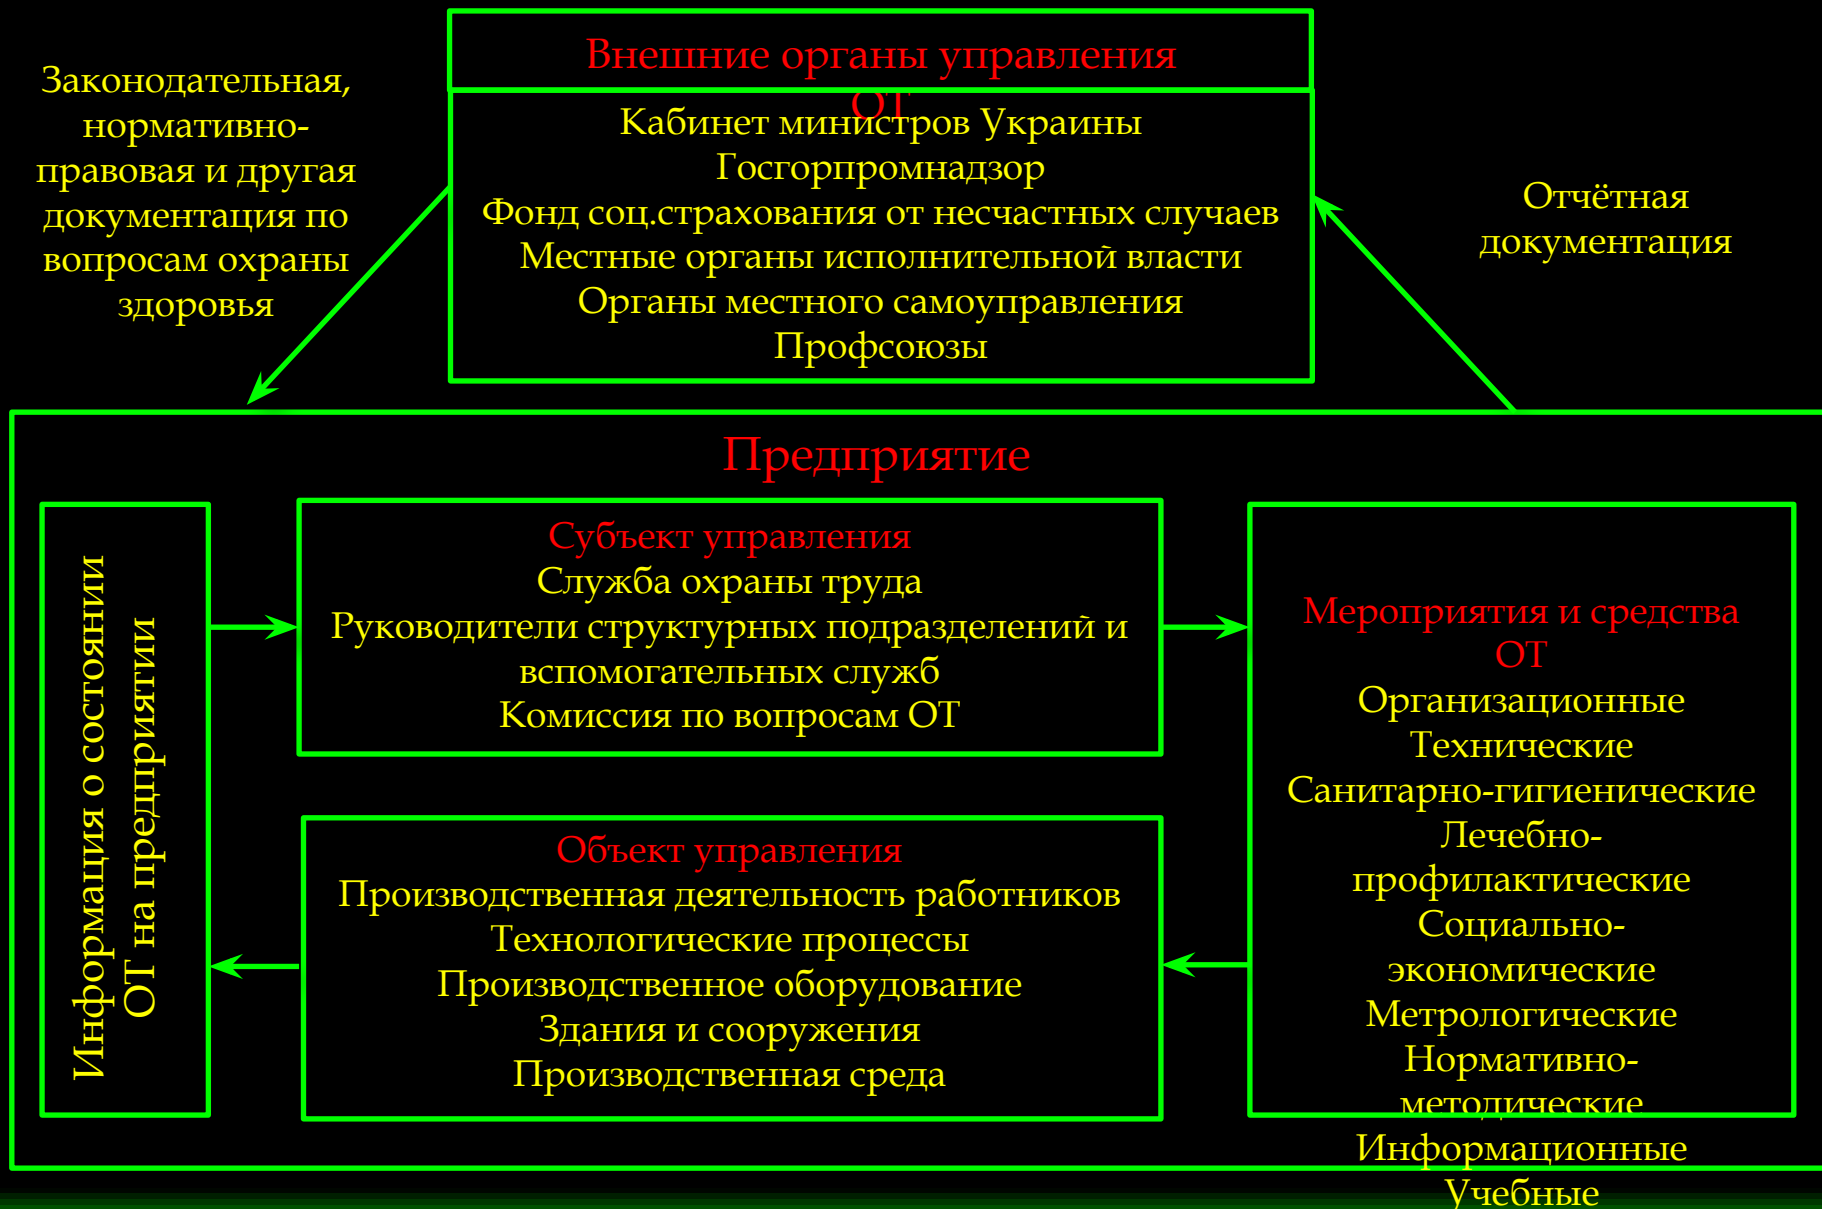 Внешние органы управления
ОТ
Кабинет министров Украины
Госгорпромнадзор
Фонд соц.страхования от несчастных случаев
Местные органы исполнительной власти
Органы местного самоуправления
Профсоюзы
Законодательная,
нормативно-
правовая и другая
документация по
вопросам охраны
здоровья
Отчётная
документация
Предприятие
Информация о состоянии
ОТ на предприятии
Субъект управления
Служба охраны труда
Руководители структурных подразделений и
вспомогательных служб
Комиссия по вопросам ОТ
Объект управления
Производственная деятельность работников
Технологические процессы
Производственное оборудование
Здания и сооружения
Производственная среда
Мероприятия и средства
ОТ
Организационные
Технические
Санитарно-гигиенические
Лечебно-
профилактические
Социально-
экономические
Метрологические
Нормативно-
методические
Информационные
Учебные